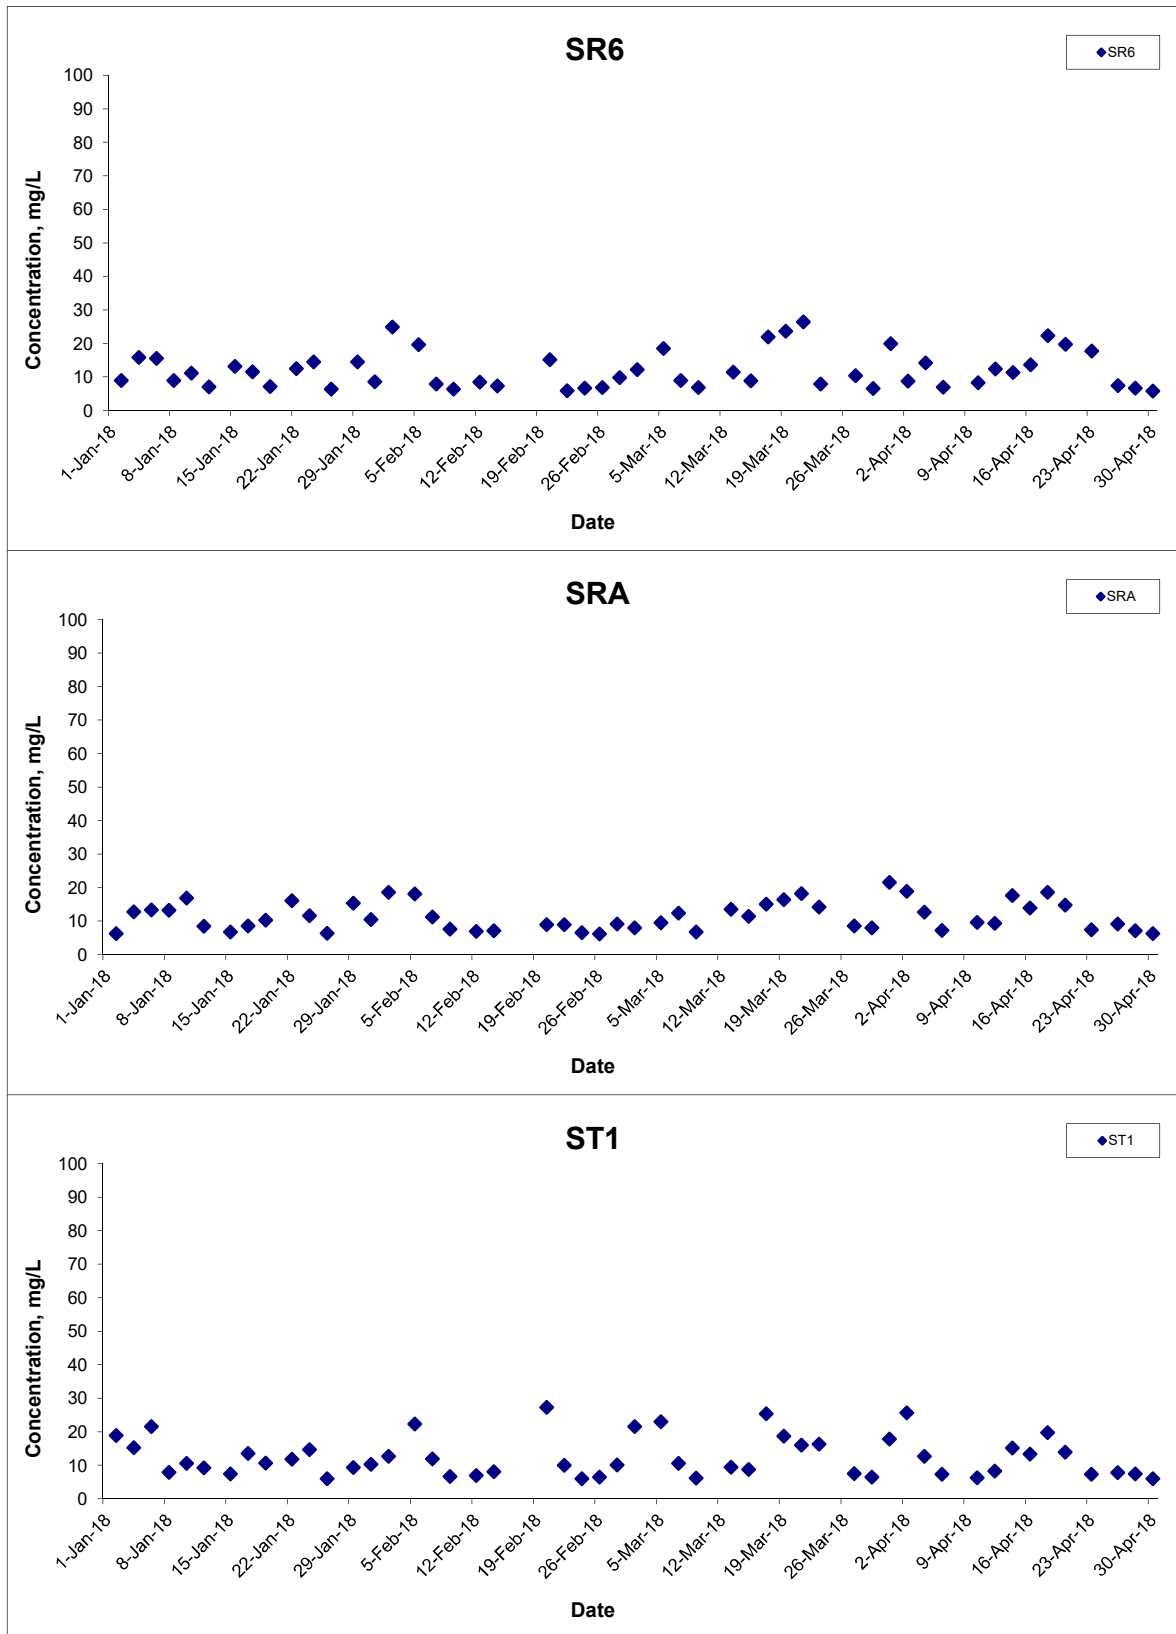 SR6
SR6
100
90
80
70
60
50
40
30
20
10
0
Concentration, mg/L
1-Jan-18
8-Jan-18
15-Jan-18
22-Jan-18
29-Jan-18
5-Feb-18
12-Feb-18
19-Feb-18
26-Feb-18
5-Mar-18
12-Mar-18
19-Mar-18
26-Mar-18
2-Apr-18
9-Apr-18
16-Apr-18
23-Apr-18
30-Apr-18
Date
SRA
SRA
100
90
80
70
60
50
40
30
20
10
0
Concentration, mg/L
1-Jan-18
8-Jan-18
15-Jan-18
22-Jan-18
29-Jan-18
5-Feb-18
12-Feb-18
19-Feb-18
26-Feb-18
5-Mar-18
12-Mar-18
19-Mar-18
26-Mar-18
2-Apr-18
9-Apr-18
16-Apr-18
23-Apr-18
30-Apr-18
Date
ST1
ST1
100
90
80
70
60
50
40
30
20
10
0
Concentration, mg/L
1-Jan-18
8-Jan-18
15-Jan-18
22-Jan-18
29-Jan-18
5-Feb-18
12-Feb-18
19-Feb-18
26-Feb-18
5-Mar-18
12-Mar-18
19-Mar-18
26-Mar-18
2-Apr-18
9-Apr-18
16-Apr-18
23-Apr-18
30-Apr-18
Date